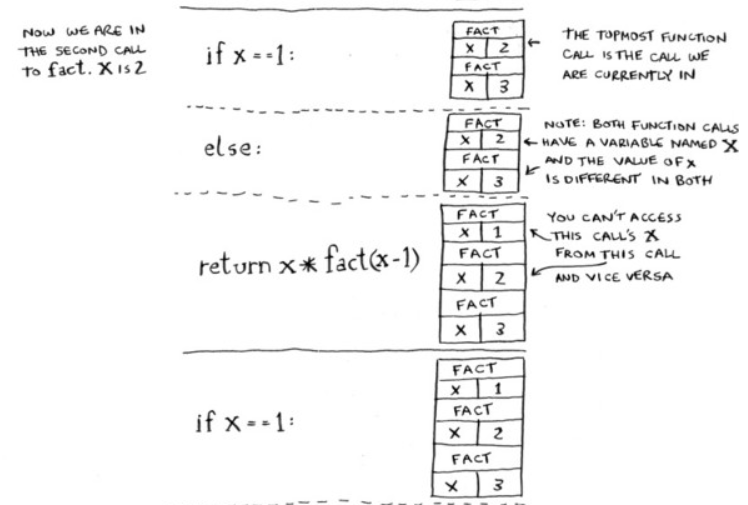 NOW WE ARE IN
THE SECOND CALL
TO fact. X IS 2
if x == 1:
FACT
X 2
FACT
X 3
THE TOPMOST FUNCTION
CALL IS THE CALL WE
ARE CURRENTLY IN
else:
FACT
X 2
FACT
X 3
NOTE: BOTH FUNCTION CALLS
HAVE A VARIABLE NAMED X
AND THE VALUE OF X
IS DIFFERENT IN BOTH
return x * fact(x-1)
FACT
X 1
FACT
X 2
FACT
X 3
YOU CAN'T ACCESS
THIS CALL'S X
FROM THIS CALL
AND VICE VERSA
if x == 1:
FACT
X 1
FACT
X 2
FACT
X 3